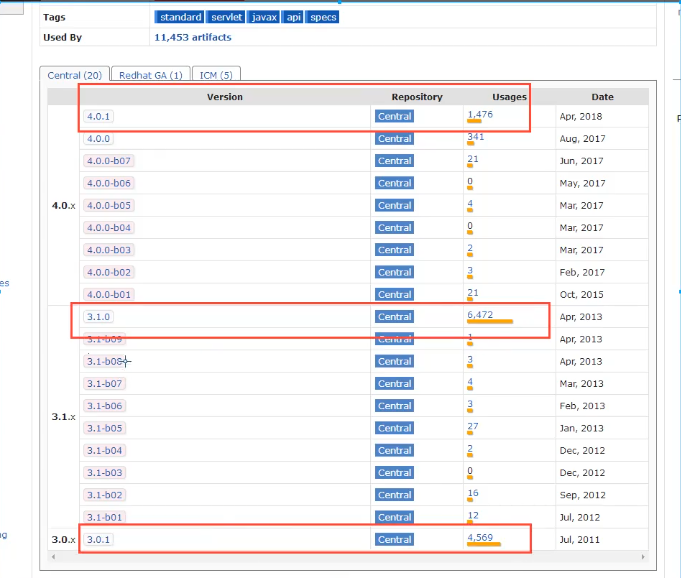 Tags standard servlet javax api specs
Used By 11,453 artifacts
Central (20) Redhat GA (1) ICM (5)
Version Repository Usages Date
4.0.1 Central 1,476 Apr, 2018
4.0.0 Central 341 Aug, 2017
4.0.0-b07 Central 21 Jun, 2017
4.0.0-b06 Central 0 May, 2017
4.0.x 4.0.0-b05 Central 4 Mar, 2017
4.0.0-b04 Central 0 Mar, 2017
4.0.0-b03 Central 2 Mar, 2017
4.0.0-b02 Central 3 Feb, 2017
es
4.0.0-b01 Central 21 Oct, 2015
3.1.0 Central 6,472 Apr, 2013
3.1-b09 Central 1 Apr, 2013
3.1-b08 Central 3 Apr, 2013
3.1-b07 Central 4 Mar, 2013
3.1-b06 Central 3 Feb, 2013
3.1.x 3.1-b05 Central 27 Jan, 2013
3.1-b04 Central 2 Dec, 2012
3.1-b03 Central 0 Dec, 2012
3.1-b02 Central 16 Sep, 2012
3.1-b01 Central 12 Jul, 2012
3.0.x 3.0.1 Central 4,569 Jul, 2011